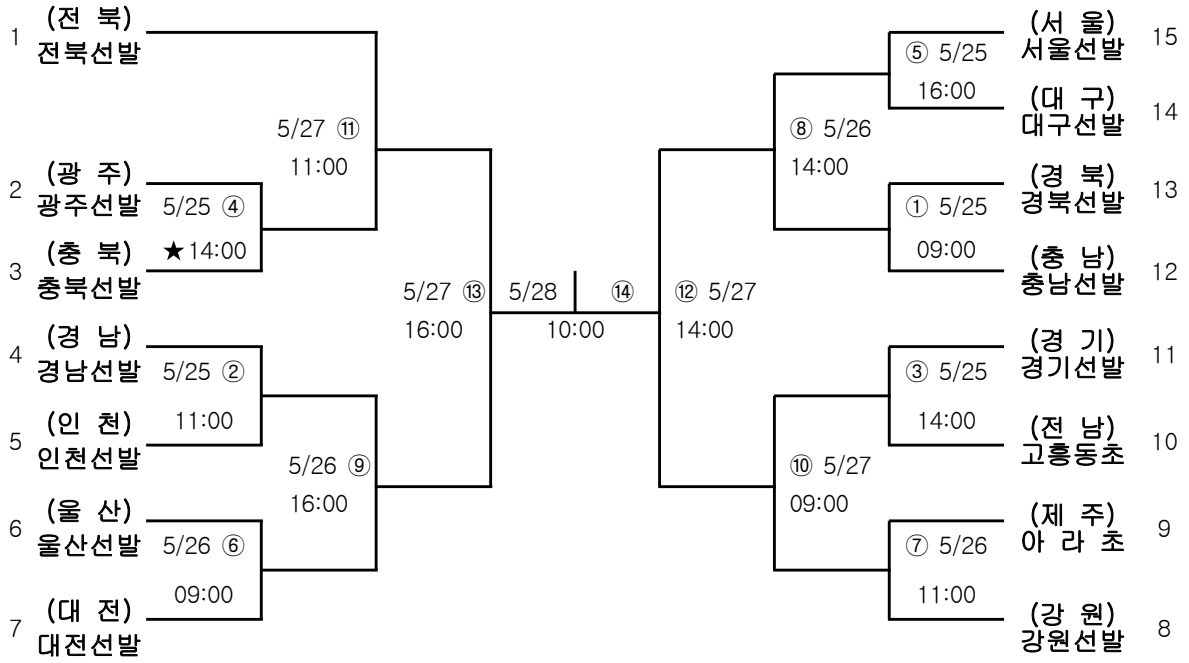 1
(전 북)
전북선발
5/27 ⑪
11:00
2
(광 주)
광주선발
5/25 ④
★14:00
3
(충 북)
충북선발
5/27 ⑬
16:00
4
(경 남)
경남선발
5/25 ②
11:00
5
(인 천)
인천선발
5/26 ⑨
16:00
6
(울 산)
울산선발
5/26 ⑥
09:00
7
(대 전)
대전선발
5/28 ⑭
10:00
(서 울)
서울선발
15
⑤ 5/25
16:00
(대 구)
대구선발
14
⑧ 5/26
14:00
(경 북)
경북선발
13
① 5/25
09:00
(충 남)
충남선발
12
⑫ 5/27
14:00
(경 기)
경기선발
11
③ 5/25
14:00
(전 남)
고흥동초
10
⑩ 5/27
09:00
(제 주)
아 라 초
9
⑦ 5/26
11:00
(강 원)
강원선발
8